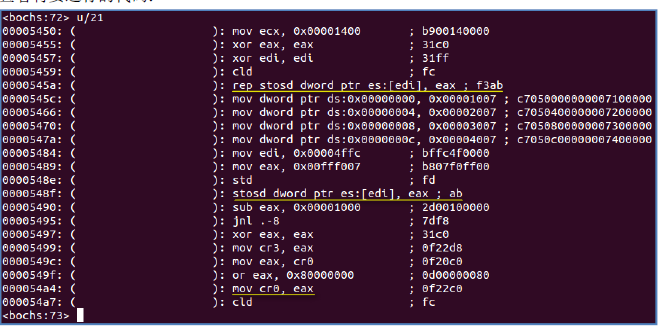 <bochs:72> u/21
00005450: (                    ): mov ecx, 0x00001400       ; b900140000
00005455: (                    ): xor eax, eax              ; 31c0
00005457: (                    ): xor edi, edi              ; 31ff
00005459: (                    ): cld                       ; fc
0000545a: (                    ): rep stosd dword ptr es:[edi], eax ; f3ab
0000545c: (                    ): mov dword ptr ds:0x00000000, 0x00001007 ; c7050000000007100000
00005466: (                    ): mov dword ptr ds:0x00000004, 0x00002007 ; c7050400000007200000
00005470: (                    ): mov dword ptr ds:0x00000008, 0x00003007 ; c7050800000007300000
0000547a: (                    ): mov dword ptr ds:0x0000000c, 0x00004007 ; c7050c00000007400000
00005484: (                    ): mov edi, 0x00004ffc       ; bffc4f0000
00005489: (                    ): mov eax, 0x00fff007       ; b807f0ff00
0000548e: (                    ): std                       ; fd
0000548f: (                    ): stosd dword ptr es:[edi], eax ; ab
00005490: (                    ): sub eax, 0x00001000       ; 2d00100000
00005495: (                    ): jnl .-8                   ; 7df8
00005497: (                    ): xor eax, eax              ; 31c0
00005499: (                    ): mov cr3, eax              ; 0f22d8
0000549c: (                    ): mov eax, cr0              ; 0f20c0
0000549f: (                    ): or eax, 0x80000000        ; 0d00000080
000054a4: (                    ): mov cr0, eax              ; 0f22c0
000054a7: (                    ): cld                       ; fc
<bochs:73>